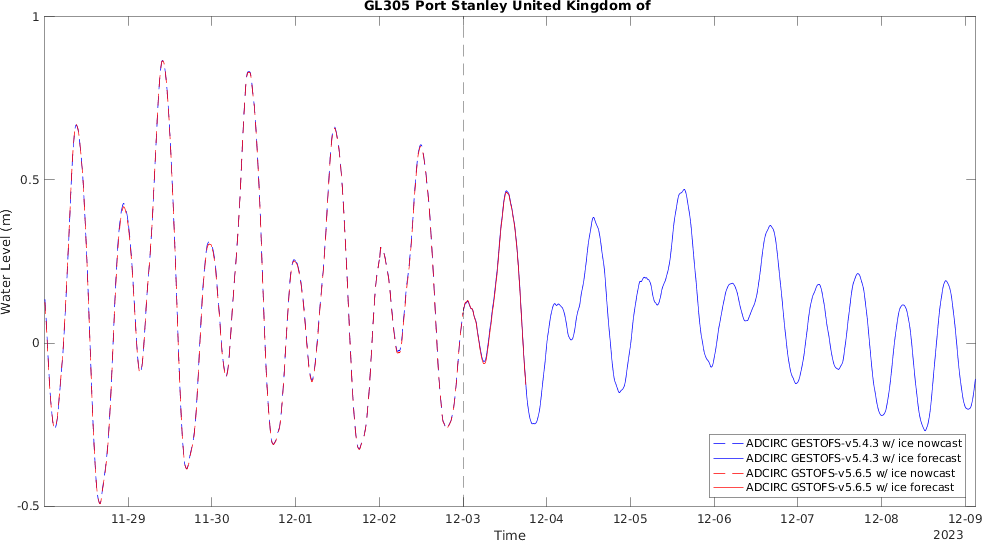 GL305 Port Stanley United Kingdom of
Water Level (m)
1
0.5
0
-0.5
11-29 11-30 12-01 12-02 12-03 12-04 12-05 12-06 12-07 12-08 12-09
Time
2023
ADCIRC GESTOFS-v5.4.3 w/ ice nowcast
ADCIRC GESTOFS-v5.4.3 w/ ice forecast
ADCIRC GSTOFS-v5.6.5 w/ ice nowcast
ADCIRC GSTOFS-v5.6.5 w/ ice forecast